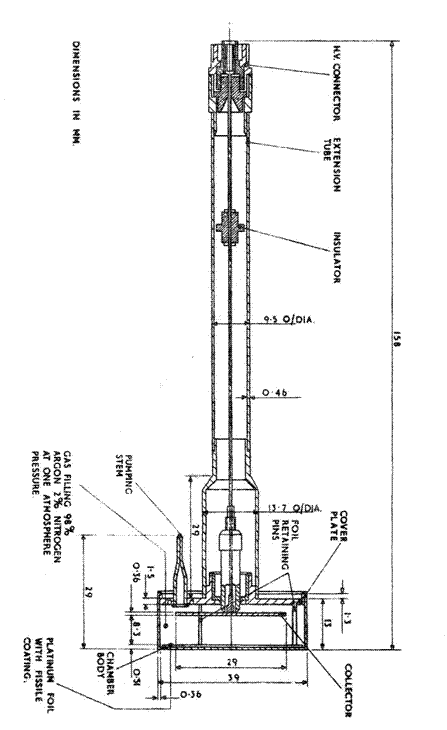 158
H.V. CONNECTOR
EXTENSION
TUBE
INSULATOR
9·5 O/DIA.
0·46
DIMENSIONS IN MM.
COVER
PLATE
FOIL
RETAINING
PINS
13·7 O/DIA.
29
PUMPING
STEM
GAS FILLING 98%
ARGON 2% NITROGEN
AT ONE ATMOSPHERE
PRESSURE.
1·3
13
1·5
0·36
29
8·3
0·51
29
39
0·36
COLLECTOR
CHAMBER
BODY
PLATINUM FOIL
WITH FISSILE
COATING.